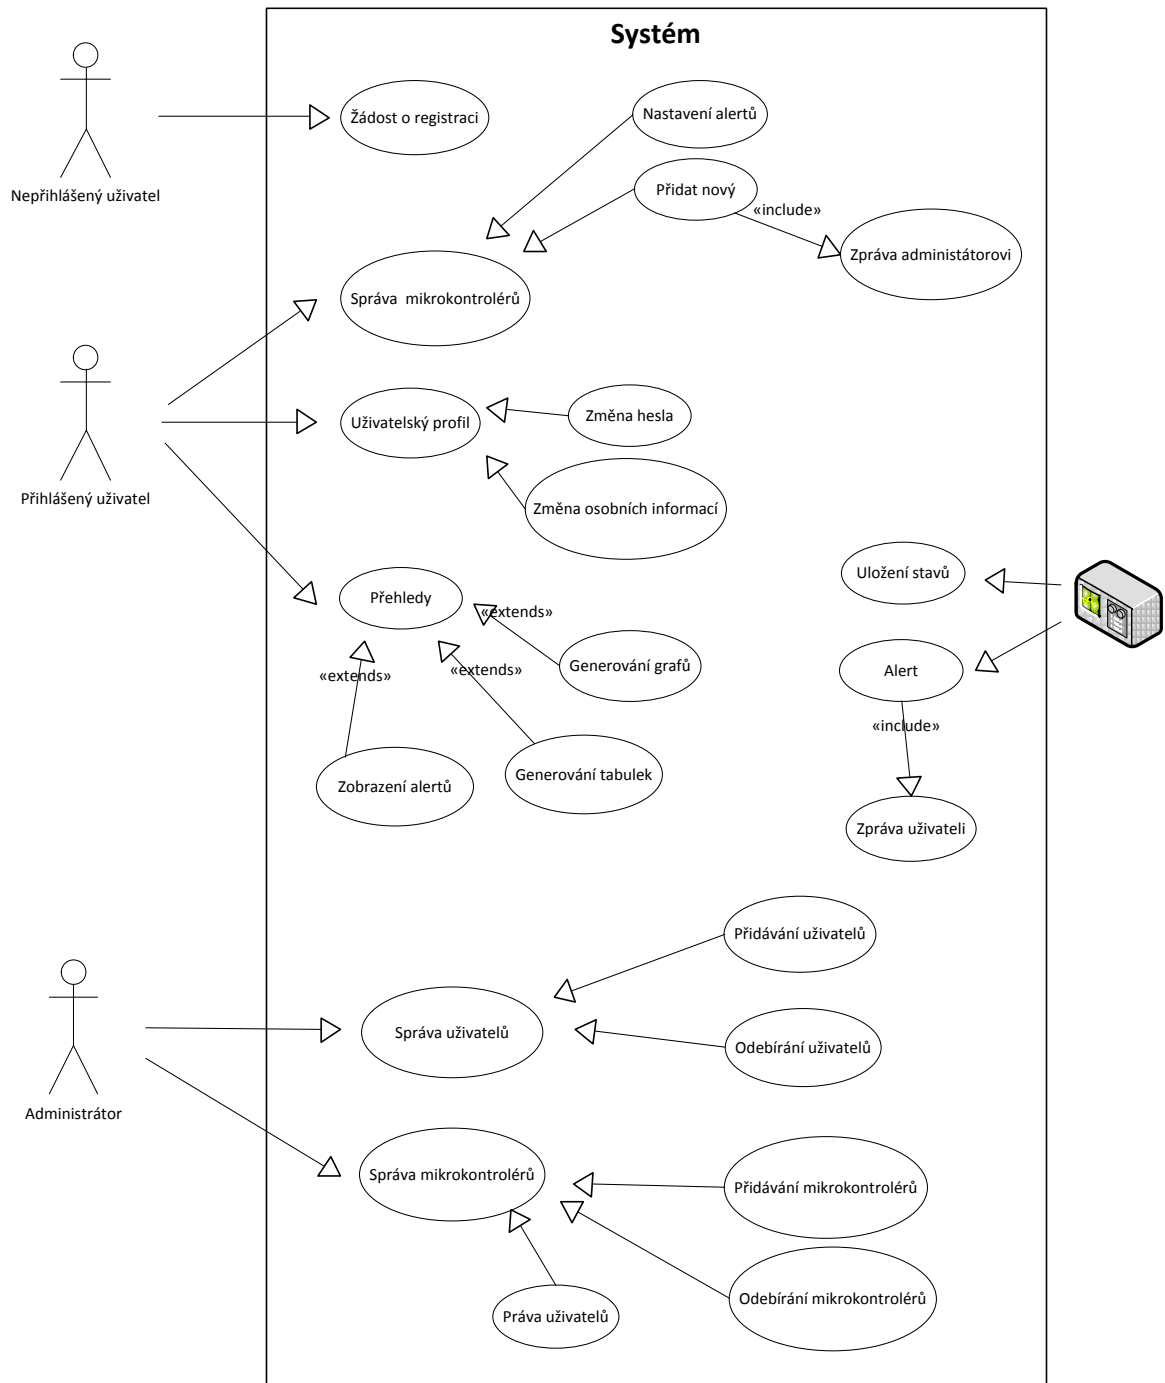 Systém
Nepřihlášený uživatel
Žádost o registraci
Nastavení alertů
Přidat nový
«include»
Zpráva administátorovi
Správa  mikrokontrolérů
Přihlášený uživatel
Uživatelský profil
Změna hesla
Změna osobních informací
Přehledy
«extends»
Generování grafů
«extends»
Generování tabulek
«extends»
Zobrazení alertů
Uložení stavů
Alert
«include»
Zpráva uživateli
Administrátor
Správa uživatelů
Přidávání uživatelů
Odebírání uživatelů
Správa mikrokontrolérů
Přidávání mikrokontrolérů
Odebírání mikrokontrolérů
Práva uživatelů